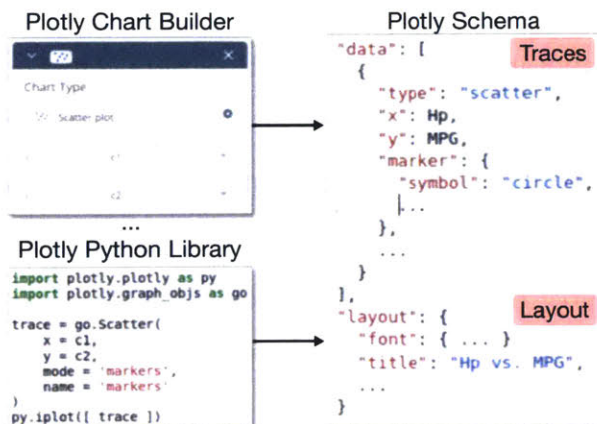 Plotly Chart Builder
Chart Type
Scatter plot
c1
c2
...
Plotly Python Library
import plotly.plotly as py
import plotly.graph_objs as go
trace = go.Scatter(
x = c1,
y = c2,
mode = 'markers',
name = 'markers'
)
py.iplot([ trace ])
Plotly Schema
"data": [
Traces
{
"type": "scatter",
"x": Hp,
"y": MPG,
"marker": {
"symbol": "circle",
...
},
...
}
],
"layout": {
Layout
"font": { ... }
"title": "Hp vs. MPG",
...
}